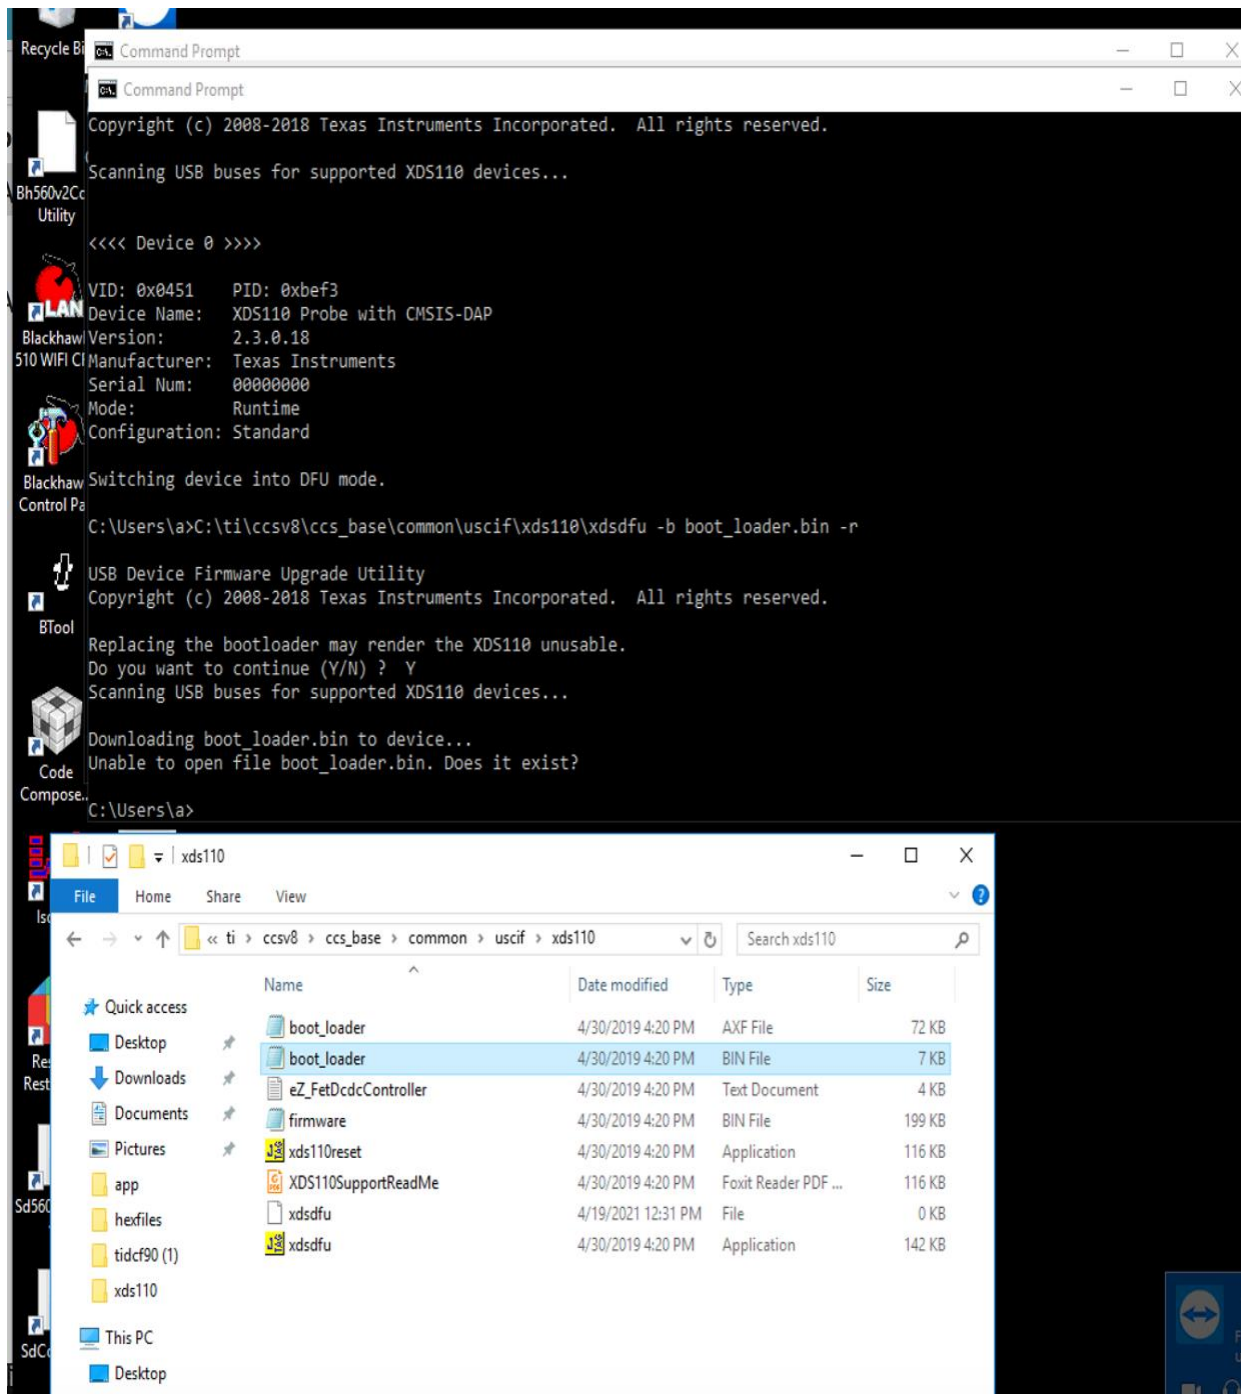 Recycle Bi
Command Prompt
Command Prompt
Copyright (c) 2008-2018 Texas Instruments Incorporated.  All rights reserved.
Scanning USB buses for supported XDS110 devices...
<<<< Device 0 >>>>
VID: 0x0451    PID: 0xbef3
Device Name:   XDS110 Probe with CMSIS-DAP
Version:       2.3.0.18
Manufacturer:  Texas Instruments
Serial Num:    00000000
Mode:          Runtime
Configuration: Standard
Switching device into DFU mode.
C:\Users\a>C:\ti\ccsv8\ccs_base\common\uscif\xds110\xdsdfu -b boot_loader.bin -r
USB Device Firmware Upgrade Utility
Copyright (c) 2008-2018 Texas Instruments Incorporated.  All rights reserved.
Replacing the bootloader may render the XDS110 unusable.
Do you want to continue (Y/N) ?  Y
Scanning USB buses for supported XDS110 devices...
Downloading boot_loader.bin to device...
Unable to open file boot_loader.bin. Does it exist?
C:\Users\a>
Bh560v2Co
Utility
LAN
Blackhaw
510 WIFI C
Blackhaw
Control Pa
BTool
Code
Compose..
Iso
Re
Rest
Sd560
SdCo
xds110
File Home Share View
« ti > ccsv8 > ccs_base > common > uscif > xds110
Search xds110
Name Date modified Type Size
boot_loader 4/30/2019 4:20 PM AXF File 72 KB
boot_loader 4/30/2019 4:20 PM BIN File 7 KB
eZ_FetDcdcController 4/30/2019 4:20 PM Text Document 4 KB
firmware 4/30/2019 4:20 PM BIN File 199 KB
xds110reset 4/30/2019 4:20 PM Application 116 KB
XDS110SupportReadMe 4/30/2019 4:20 PM Foxit Reader PDF ... 116 KB
xdsdfu 4/19/2021 12:31 PM File 0 KB
xdsdfu 4/30/2019 4:20 PM Application 142 KB
Quick access
Desktop
Downloads
Documents
Pictures
app
hexfiles
tidcf90 (1)
xds110
This PC
Desktop